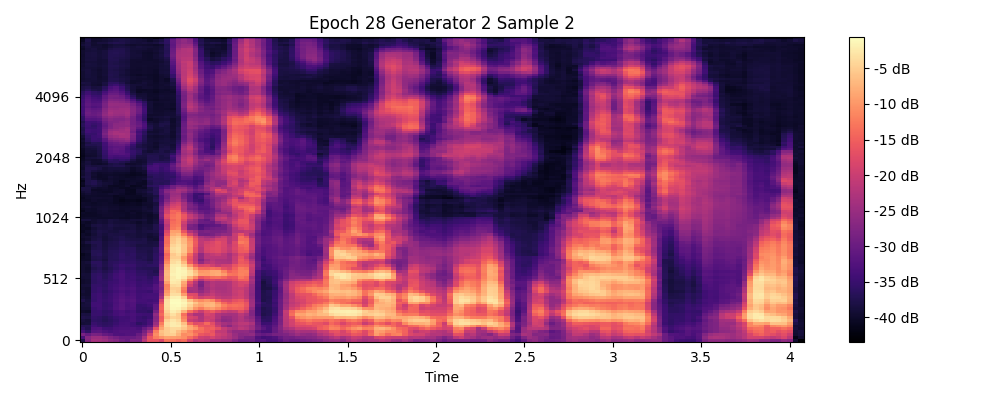 Epoch 28 Generator 2 Sample 2
Hz
4096
2048
1024
512
0
0 0.5 1 1.5 2 2.5 3 3.5 4
Time
-5 dB
-10 dB
-15 dB
-20 dB
-25 dB
-30 dB
-35 dB
-40 dB